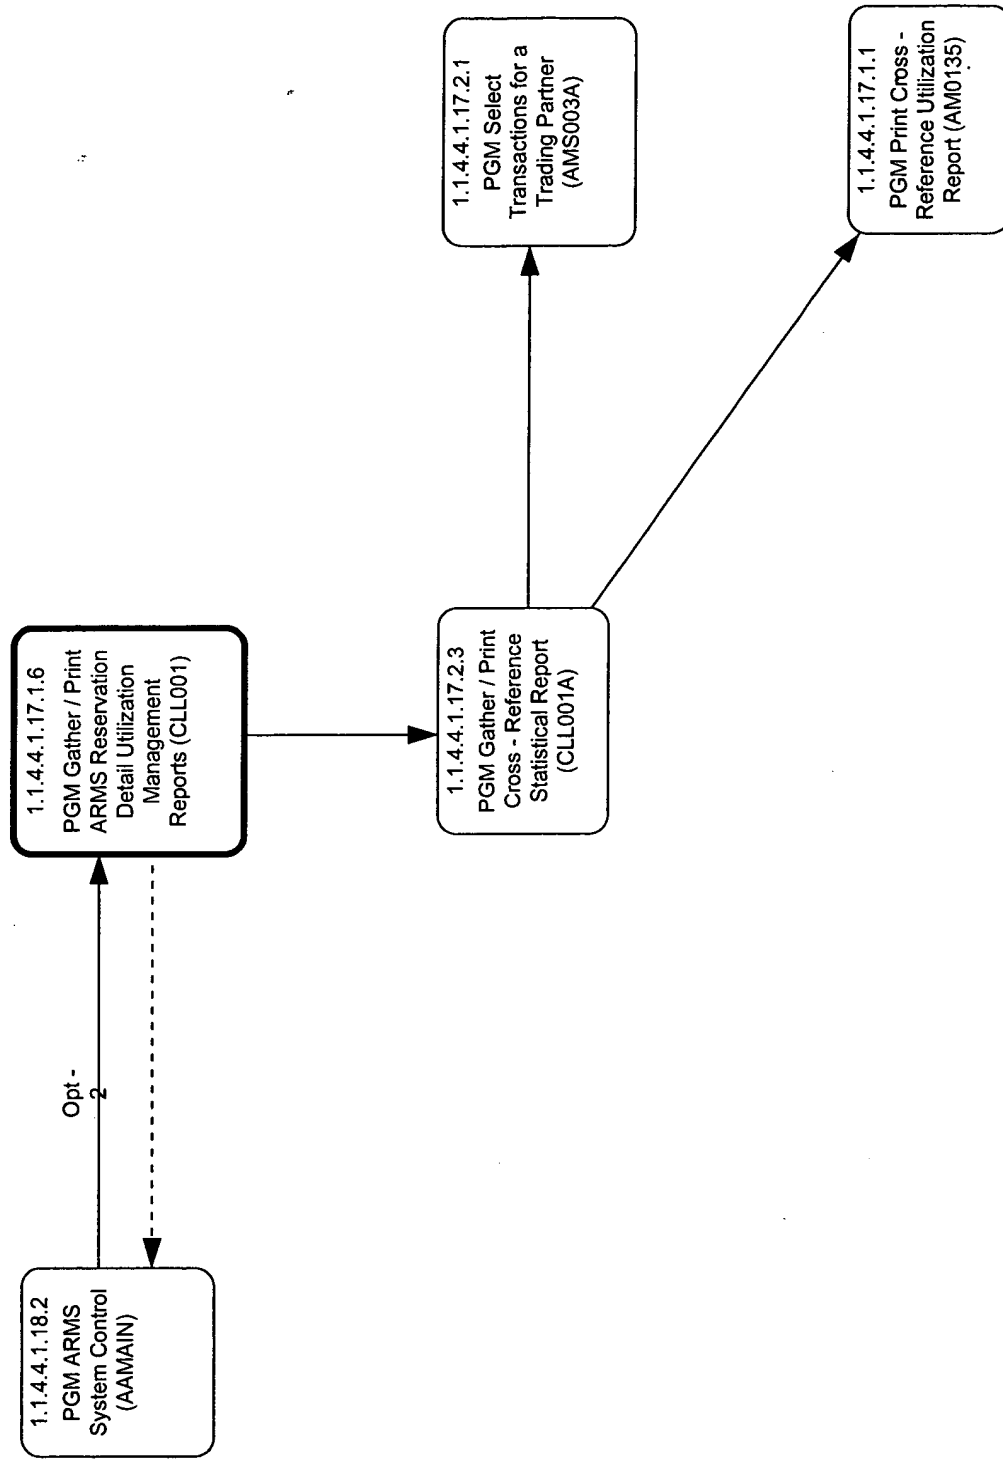 1.1.4.4.1.18.2
PGM ARMS
System Control
(AAMAIN)
Opt -
2
1.1.4.4.1.17.1.6
PGM Gather / Print
ARMS Reservation
Detail Utilization
Management
Reports (CLL001)
1.1.4.4.1.17.2.3
PGM Gather / Print
Cross - Reference
Statistical Report
(CLL001A)
1.1.4.4.1.17.2.1
PGM Select
Transactions for a
Trading Partner
(AMS003A)
1.1.4.4.1.17.1.1
PGM Print Cross -
Reference Utilization
Report (AM0135)